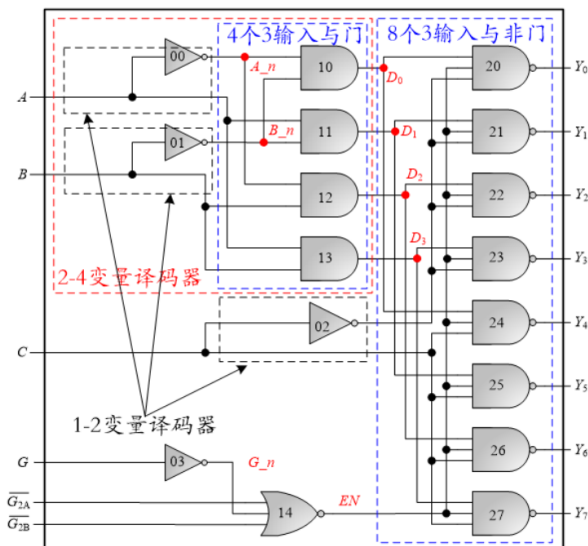 4个3输入与门
8个3输入与非门
00
A_n
10
D₀
20
Y₀
A
01
B_n
11
D₁
21
Y₁
B
12
D₂
22
Y₂
13
D₃
23
Y₃
2-4变量译码器
02
24
Y₄
C
1-2变量译码器
25
Y₅
G
03
G_n
26
Y₆
G̅₂A̅
EN
G̅₂B̅
14
27
Y₇